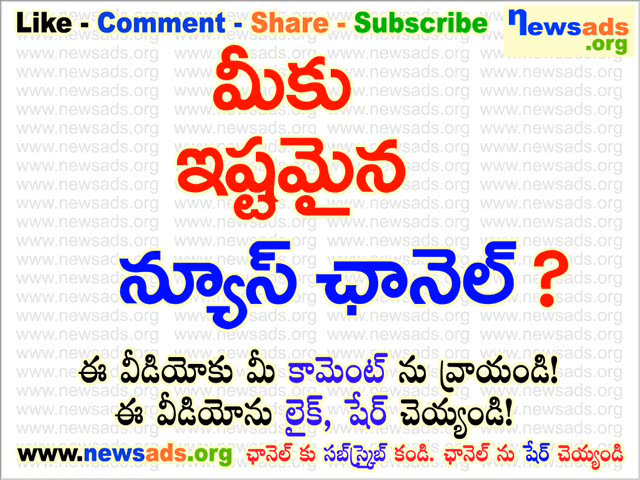 Like - Comment - Share - Subscribe
newsads
.org
మీకు
ఇష్టమైన
న్యూస్ ఛానెల్ ?
ఈ వీడియోకు మీ కామెంట్ ను వ్రాయండి!
ఈ వీడియోను లైక్, షేర్ చెయ్యండి!
www.newsads.org ఛానెల్ కు సబ్‌స్క్రైబ్ కండి. ఛానెల్ ను షేర్ చెయ్యండి